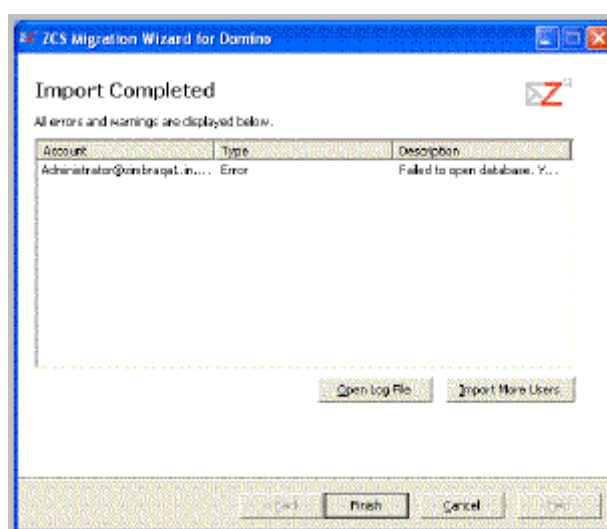 ZCS Migration Wizard for Domino
Import Completed
All errors and warnings are displayed below.
Account Type Description
Administrator@zimbraqa1.in.... Error Failed to open database. Y...
Open Log File Import More Users
Finish Cancel